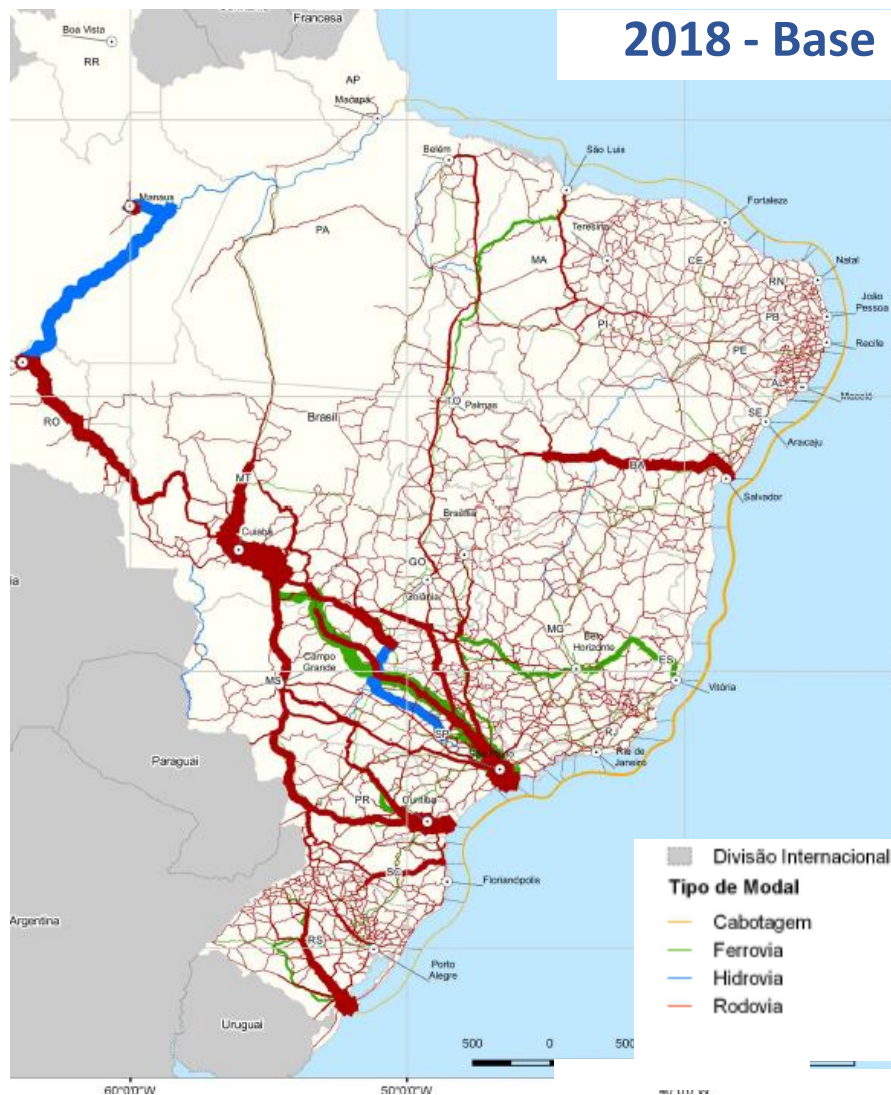 2018 - Base
Francesa
Boa Vista
RR
AP
Macapá
Belém
São Luis
Manaus
Fortaleza
Teresina
PA
MA
CE
Natal
RN
João
Pessoa
PB
PI
Recife
PE
AL
Maceió
TO
Palmas
Brasil
SE
RO
Aracaju
BA
MT
Salvador
Brasília
Cuiabá
GO
Goiânia
MG
Belo
Horizonte
ES
Campo
Grande
MS
Vitória
SP
RJ
Rio de
Janeiro
Paraguai
PR
Curitiba
SC
Florianópolis
Argentina
RS
Porto
Alegre
Uruguai
Divisão Internacional
Tipo de Modal
Cabotagem
Ferrovia
Hidrovia
Rodovia
500 0 500
60°0'0"W 50°0'0"W